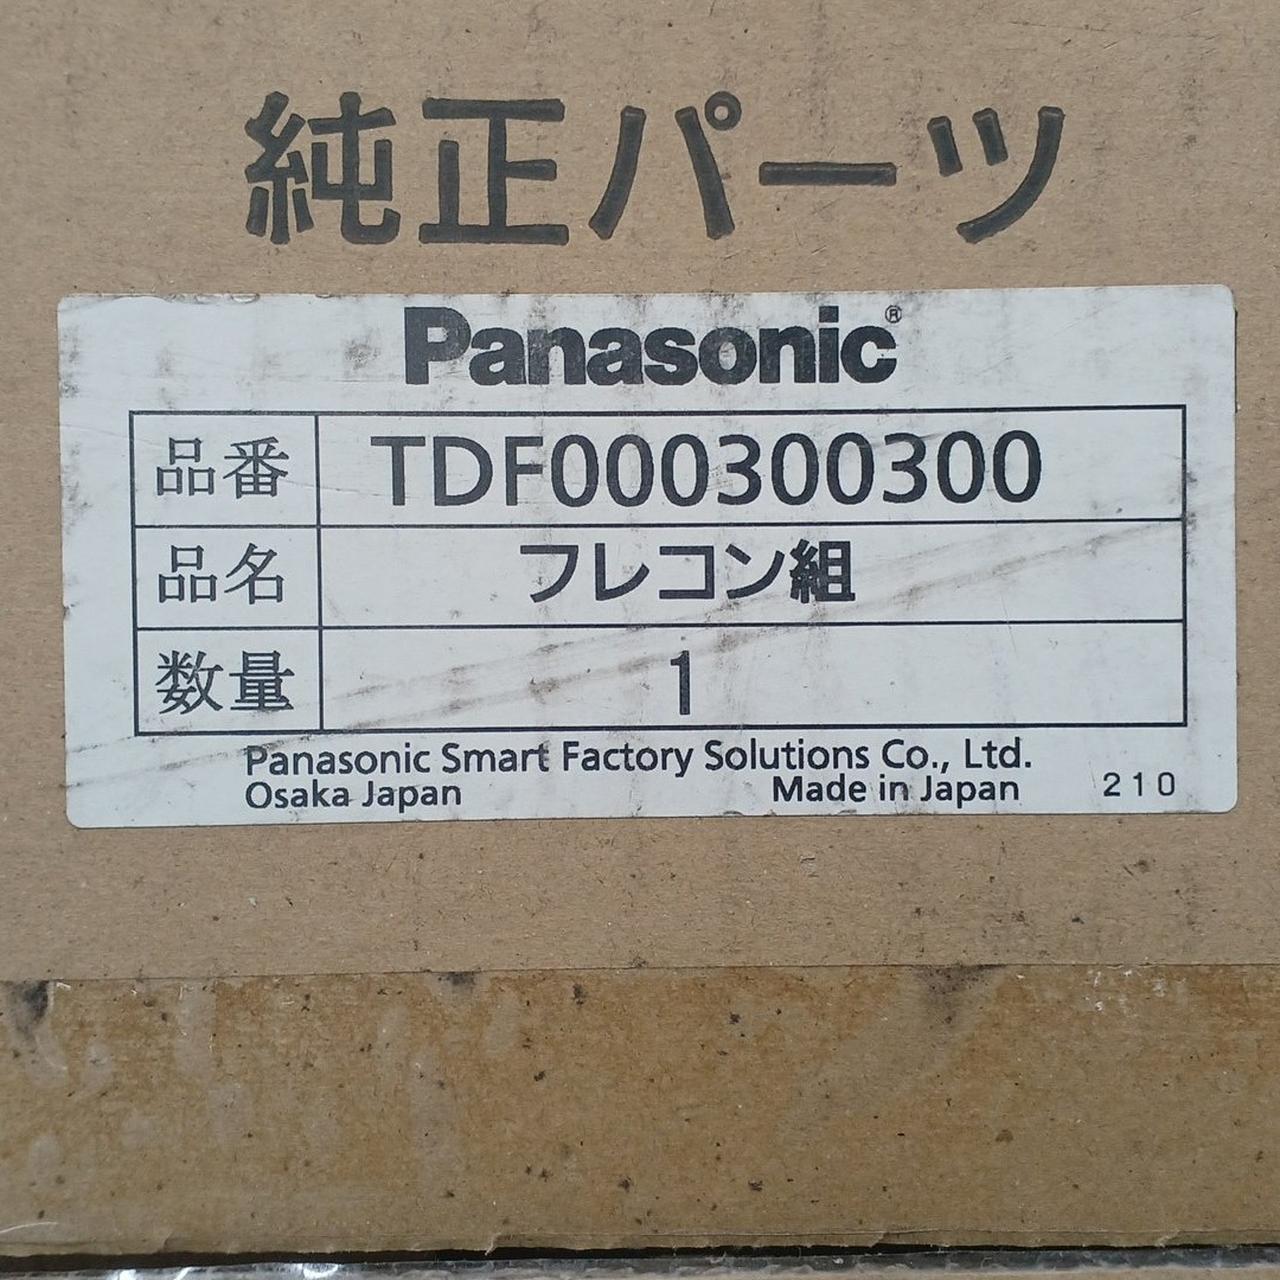 純正パーツ
Panasonic®
品番 TDF000300300
品名 フレコン組
数量 1
Panasonic Smart Factory Solutions Co., Ltd.
Osaka Japan Made in Japan 210